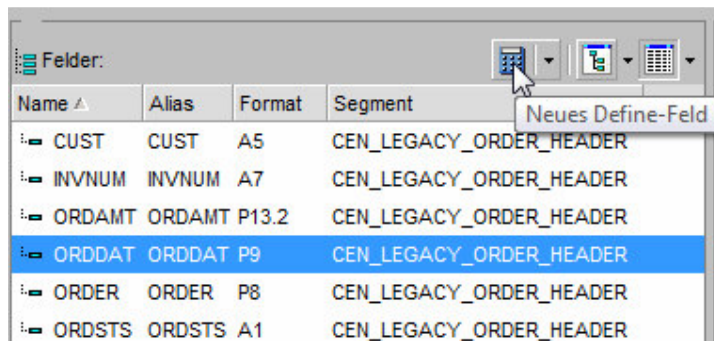 Felder:
Name Alias Format Segment
Neues Define-Feld
CUST CUST A5 CEN_LEGACY_ORDER_HEADER
INVNUM INVNUM A7 CEN_LEGACY_ORDER_HEADER
ORDAMT ORDAMT P13.2 CEN_LEGACY_ORDER_HEADER
ORDDAT ORDDAT P9 CEN_LEGACY_ORDER_HEADER
ORDER ORDER P8 CEN_LEGACY_ORDER_HEADER
ORDSTS ORDSTS A1 CEN_LEGACY_ORDER_HEADER